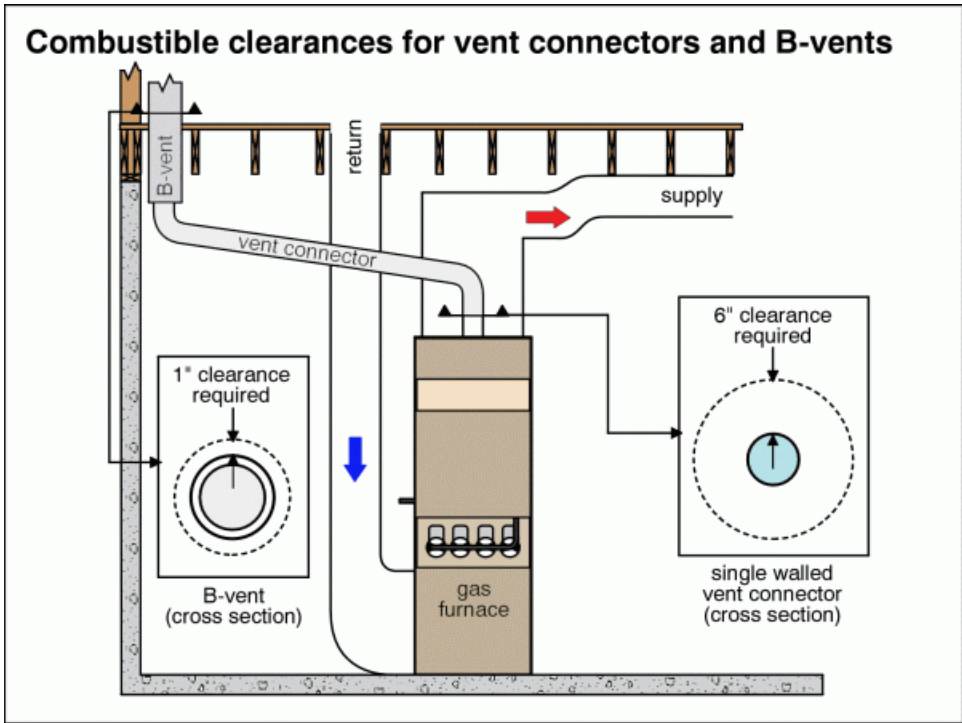 Combustible clearances for vent connectors and B-vents
B-vent
return
supply
vent connector
6" clearance
required
1" clearance
required
B-vent
(cross section)
gas
furnace
single walled
vent connector
(cross section)